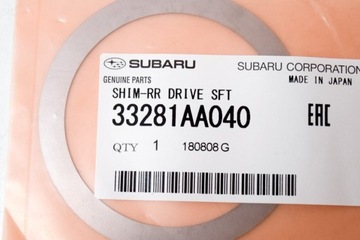 SUBARU
SUBARU CORPORATION
GENUINE PARTS
MADE IN JAPAN
SHIM-RR DRIVE SFT
33281AA040
EAC
QTY 1 180808 G